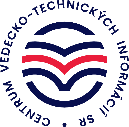 CENTRUM VEDECKO-TECHNICKÝCH INFORMÁCIÍ SR